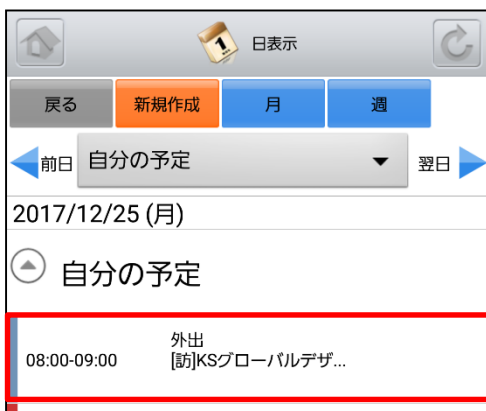 日表示
戻る 新規作成 月 週
前日 自分の予定 翌日
2017/12/25 (月)
自分の予定
外出
08:00-09:00 [訪]KSグローバルデザ...